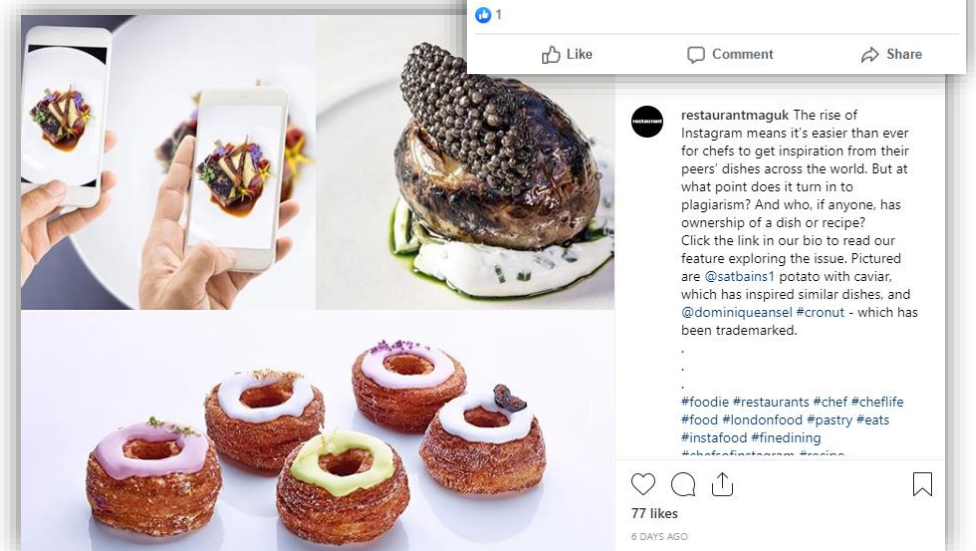 1
Like Comment Share
restaurant
restaurantmaguk The rise of
Instagram means it's easier than ever
for chefs to get inspiration from their
peers' dishes across the world. But at
what point does it turn in to
plagiarism? And who, if anyone, has
ownership of a dish or recipe?
Click the link in our bio to read our
feature exploring the issue. Pictured
are @satbains1 potato with caviar,
which has inspired similar dishes, and
@dominiqueansel #cronut - which has
been trademarked.
.
.
.
#foodie #restaurants #chef #cheflife
#food #londonfood #pastry #eats
#instafood #finedining
#chefsofinstagram #recipe
77 likes
6 DAYS AGO